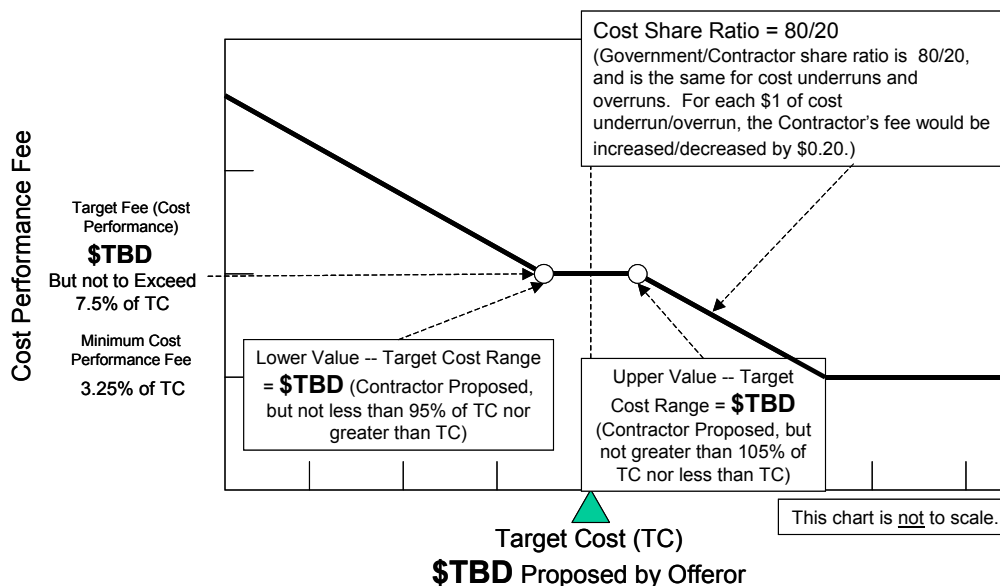 Cost Share Ratio = 80/20
(Government/Contractor share ratio is 80/20,
and is the same for cost underruns and
overruns. For each $1 of cost
underrun/overrun, the Contractor's fee would be
increased/decreased by $0.20.)
Cost Performance Fee
Target Fee (Cost
Performance)
$TBD
But not to Exceed
7.5% of TC
Minimum Cost
Performance Fee
3.25% of TC
Lower Value -- Target Cost Range
= $TBD (Contractor Proposed,
but not less than 95% of TC nor
greater than TC)
Upper Value -- Target
Cost Range = $TBD
(Contractor Proposed, but
not greater than 105% of
TC nor less than TC)
This chart is not to scale.
Target Cost (TC)
$TBD Proposed by Offeror